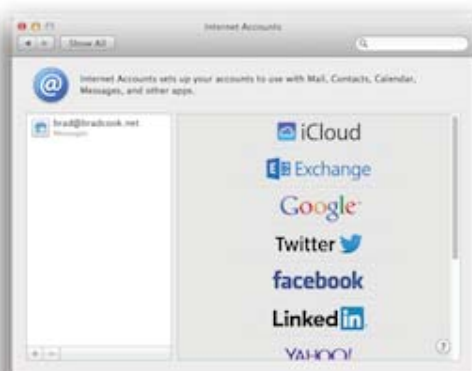 Internet Accounts
Show All
Internet Accounts sets up your accounts to use with Mail, Contacts, Calendar,
Messages, and other apps.
brad@bradcook.net
Messages
iCloud
Exchange
Google
Twitter
facebook
Linked in
YAHOO!